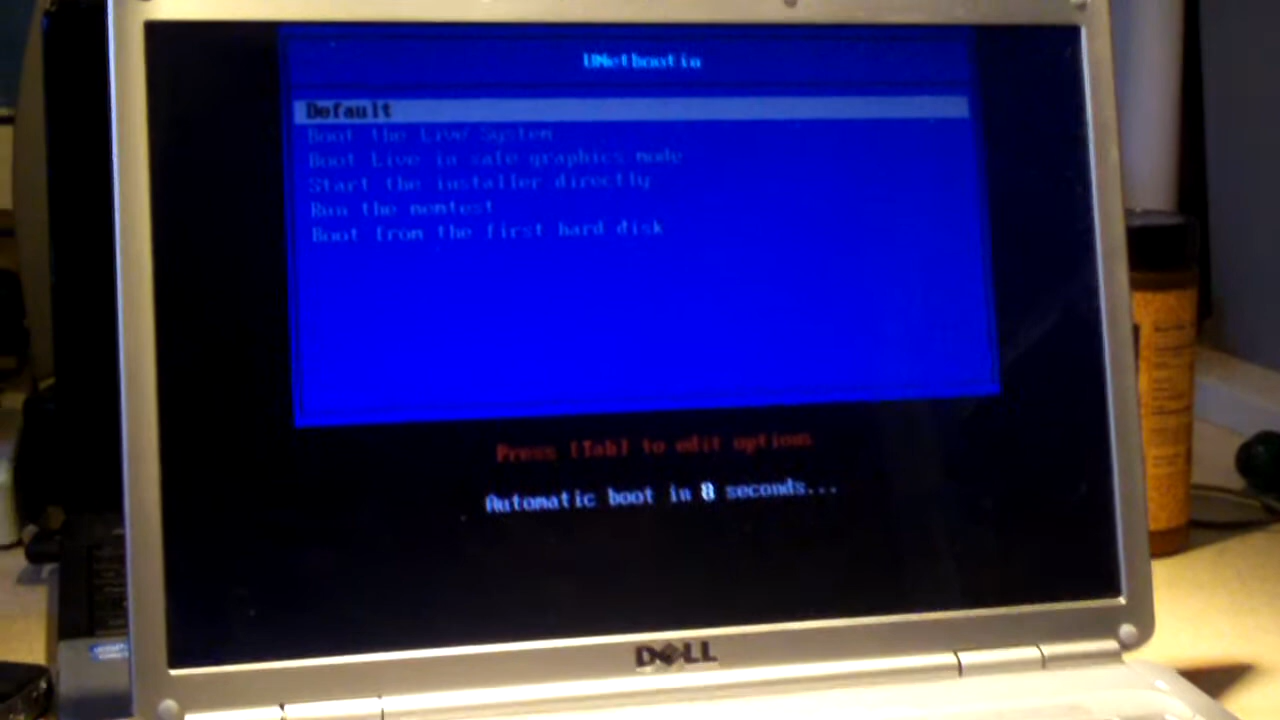 UNetbootin
Default
Boot the Live System
Boot Live in safe graphics mode
Start the installer directly
Run the memtest
Boot from the first hard disk
Press [Tab] to edit options
Automatic boot in 8 seconds...
DELL